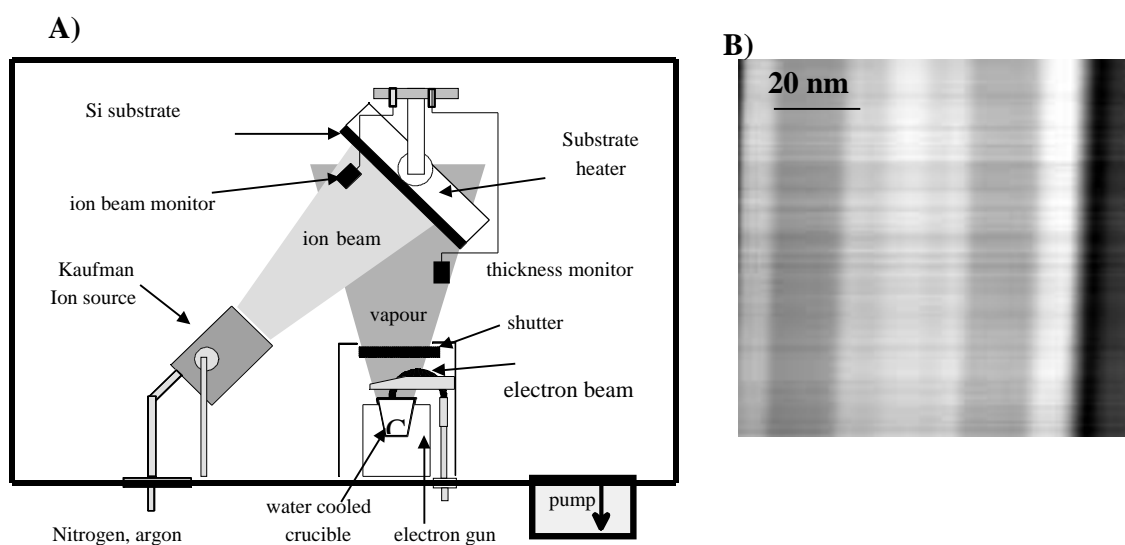 A)
Si substrate
ion beam monitor
Kaufman
Ion source
ion beam
Substrate
heater
thickness monitor
vapour
shutter
electron beam
C
water cooled
crucible
electron gun
pump
Nitrogen, argon
B)
20 nm